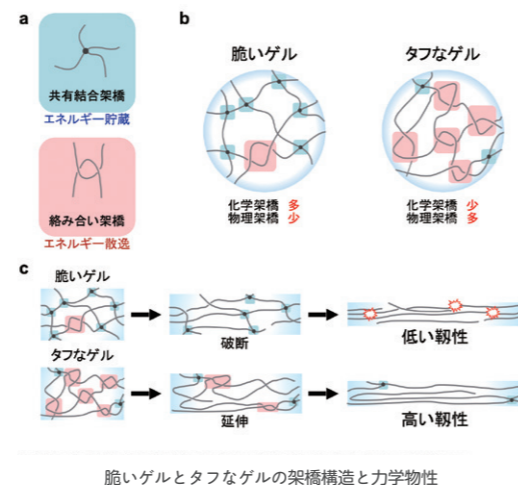 a
共有結合架橋
エネルギー貯蔵
絡み合い架橋
エネルギー散逸
b
脆いゲル
タフなゲル
化学架橋 多
物理架橋 少
化学架橋 少
物理架橋 多
c
脆いゲル
破断
低い靱性
タフなゲル
延伸
高い靱性
脆いゲルとタフなゲルの架橋構造と力学物性